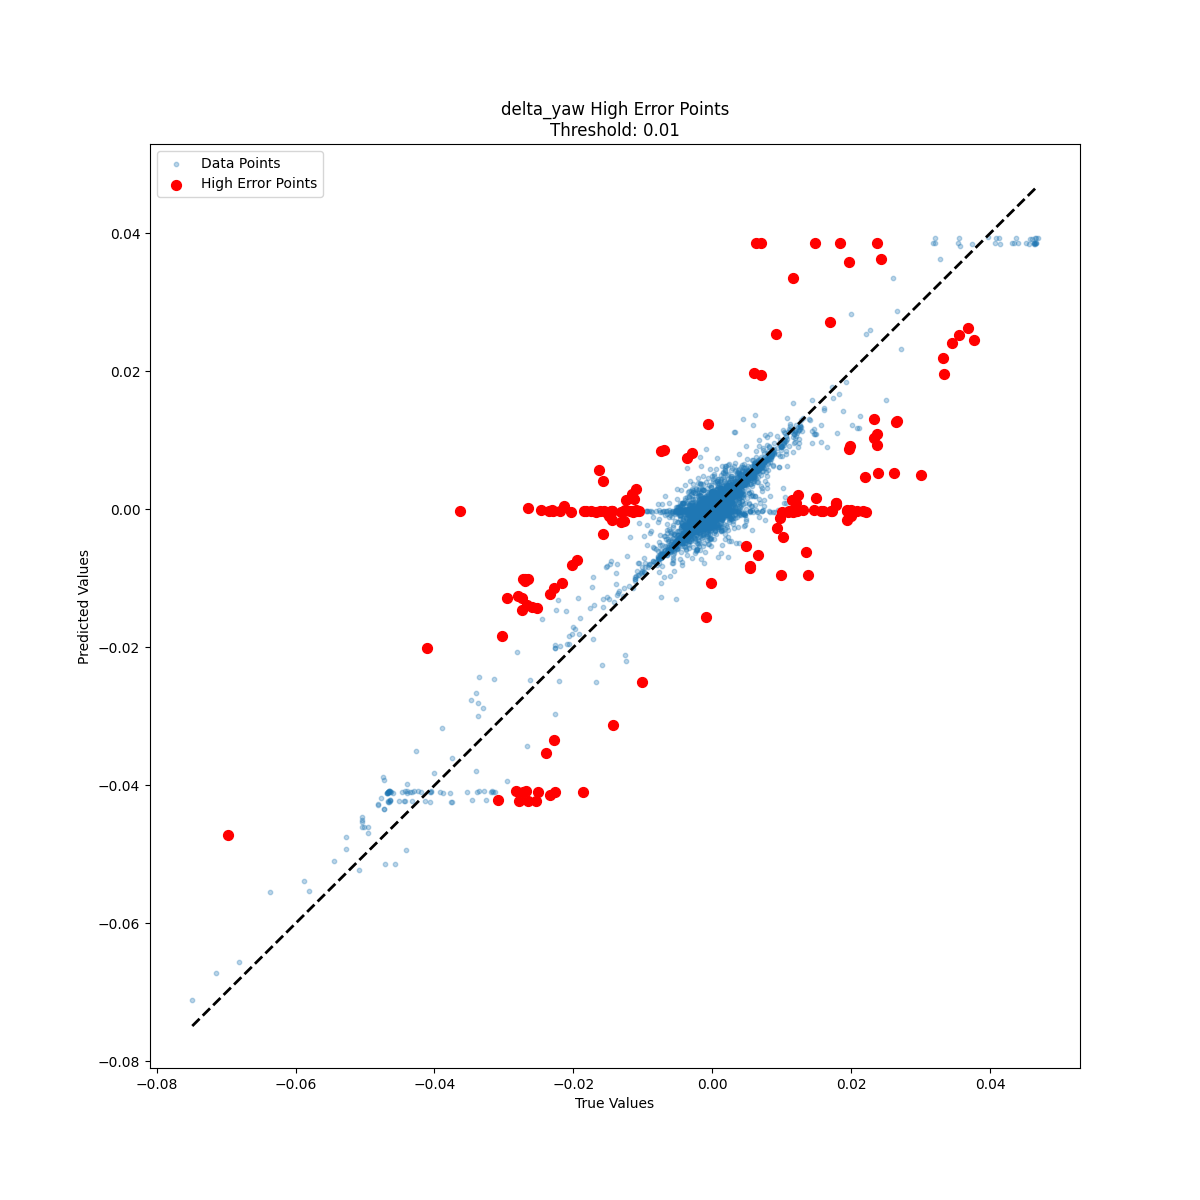 delta_yaw High Error Points
Threshold: 0.01
Data Points
High Error Points
0.04
0.02
0.00
−0.02
−0.04
−0.06
−0.08
Predicted Values
−0.08 −0.06 −0.04 −0.02 0.00 0.02 0.04
True Values